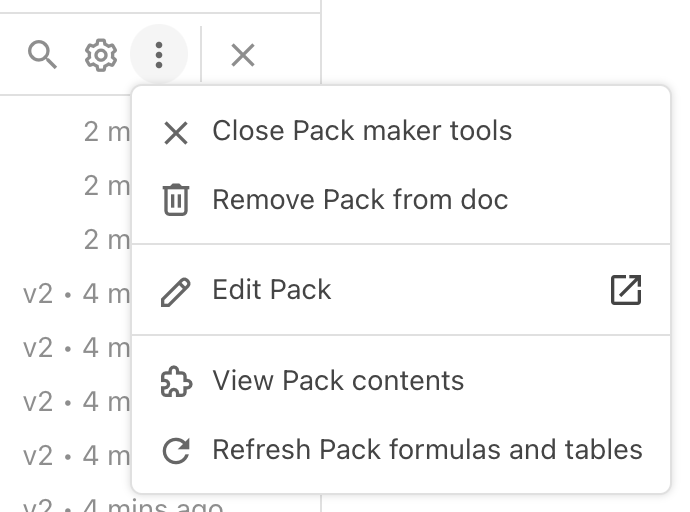 2 m
Close Pack maker tools
2 m
Remove Pack from doc
2 m
v2 • 4 m
Edit Pack
v2 • 4 m
v2 • 4 m
View Pack contents
v2 • 4 m
Refresh Pack formulas and tables
v2 • 4 mins ago